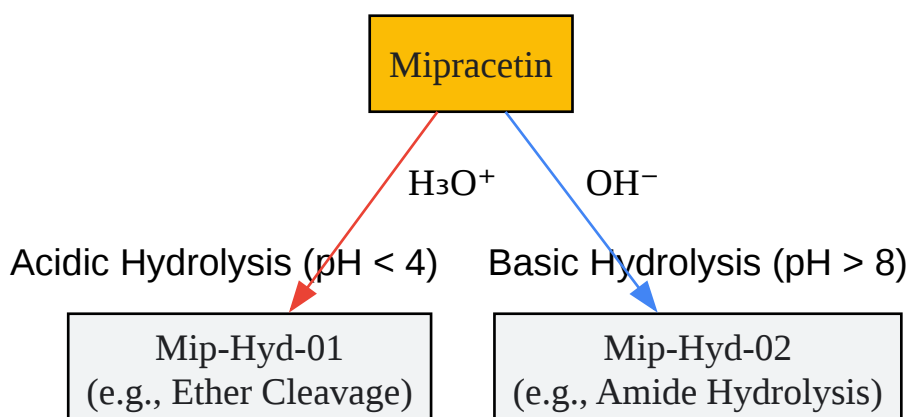 Mipracetin
H₃O⁺
OH⁻
Acidic Hydrolysis (pH < 4)
Basic Hydrolysis (pH > 8)
Mip-Hyd-01
(e.g., Ether Cleavage)
Mip-Hyd-02
(e.g., Amide Hydrolysis)